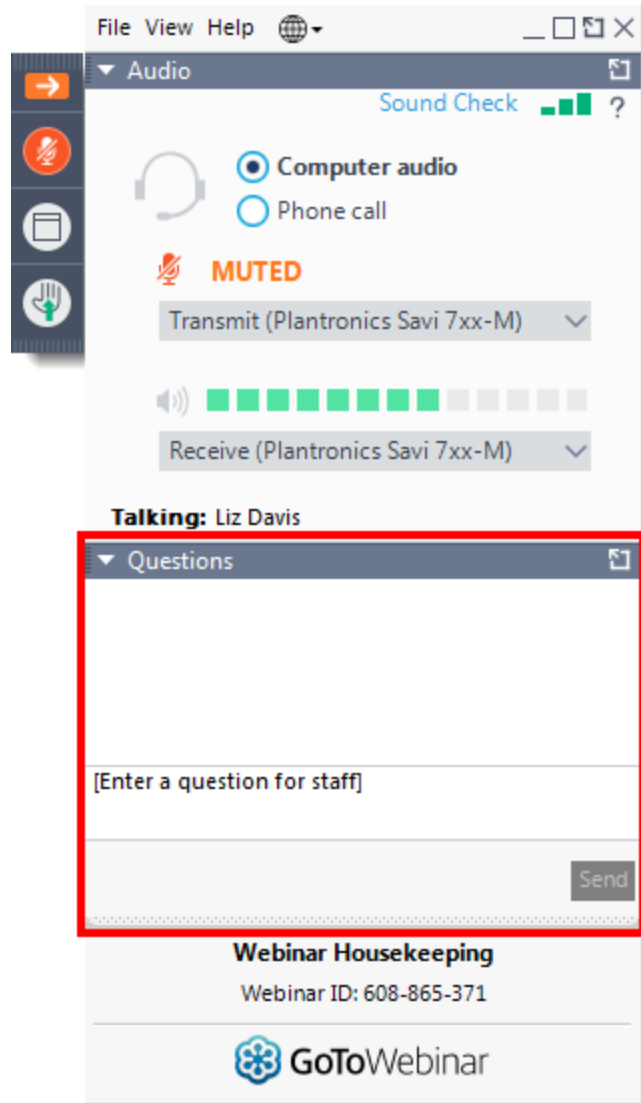 File View Help
Audio
Sound Check ?
Computer audio
Phone call
MUTED
Transmit (Plantronics Savi 7xx-M)
Receive (Plantronics Savi 7xx-M)
Talking: Liz Davis
Questions
[Enter a question for staff]
Send
Webinar Housekeeping
Webinar ID: 608-865-371
GoToWebinar